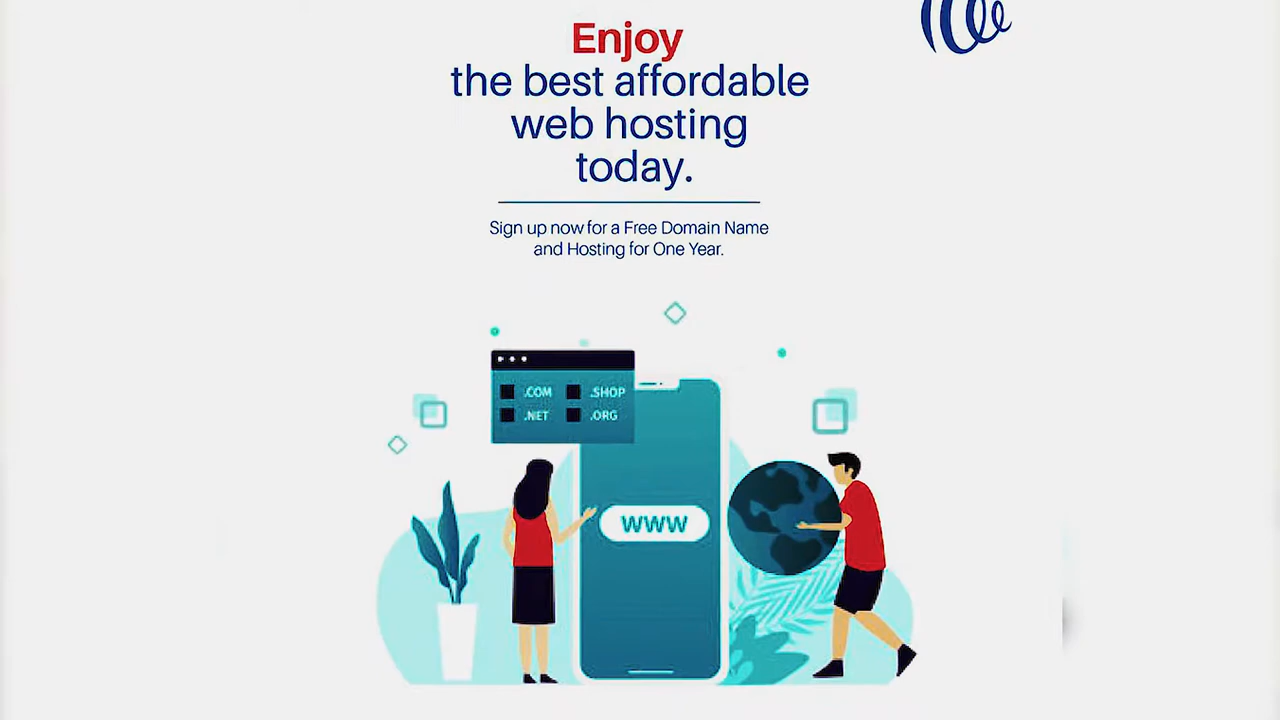 Enjoy
the best affordable
web hosting
today.
Sign up now for a Free Domain Name
and Hosting for One Year.
.COM .SHOP
.NET .ORG
WWW